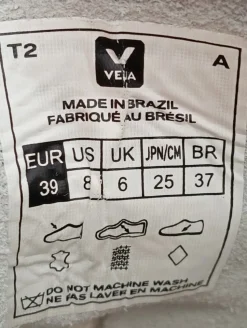 T2
VEJA
A
MADE IN BRAZIL
FABRIQUÉ AU BRÉSIL
EUR US UK JPN/CM BR
39 8 6 25 37
DO NOT MACHINE WASH
NE PAS LAVER EN MACHINE